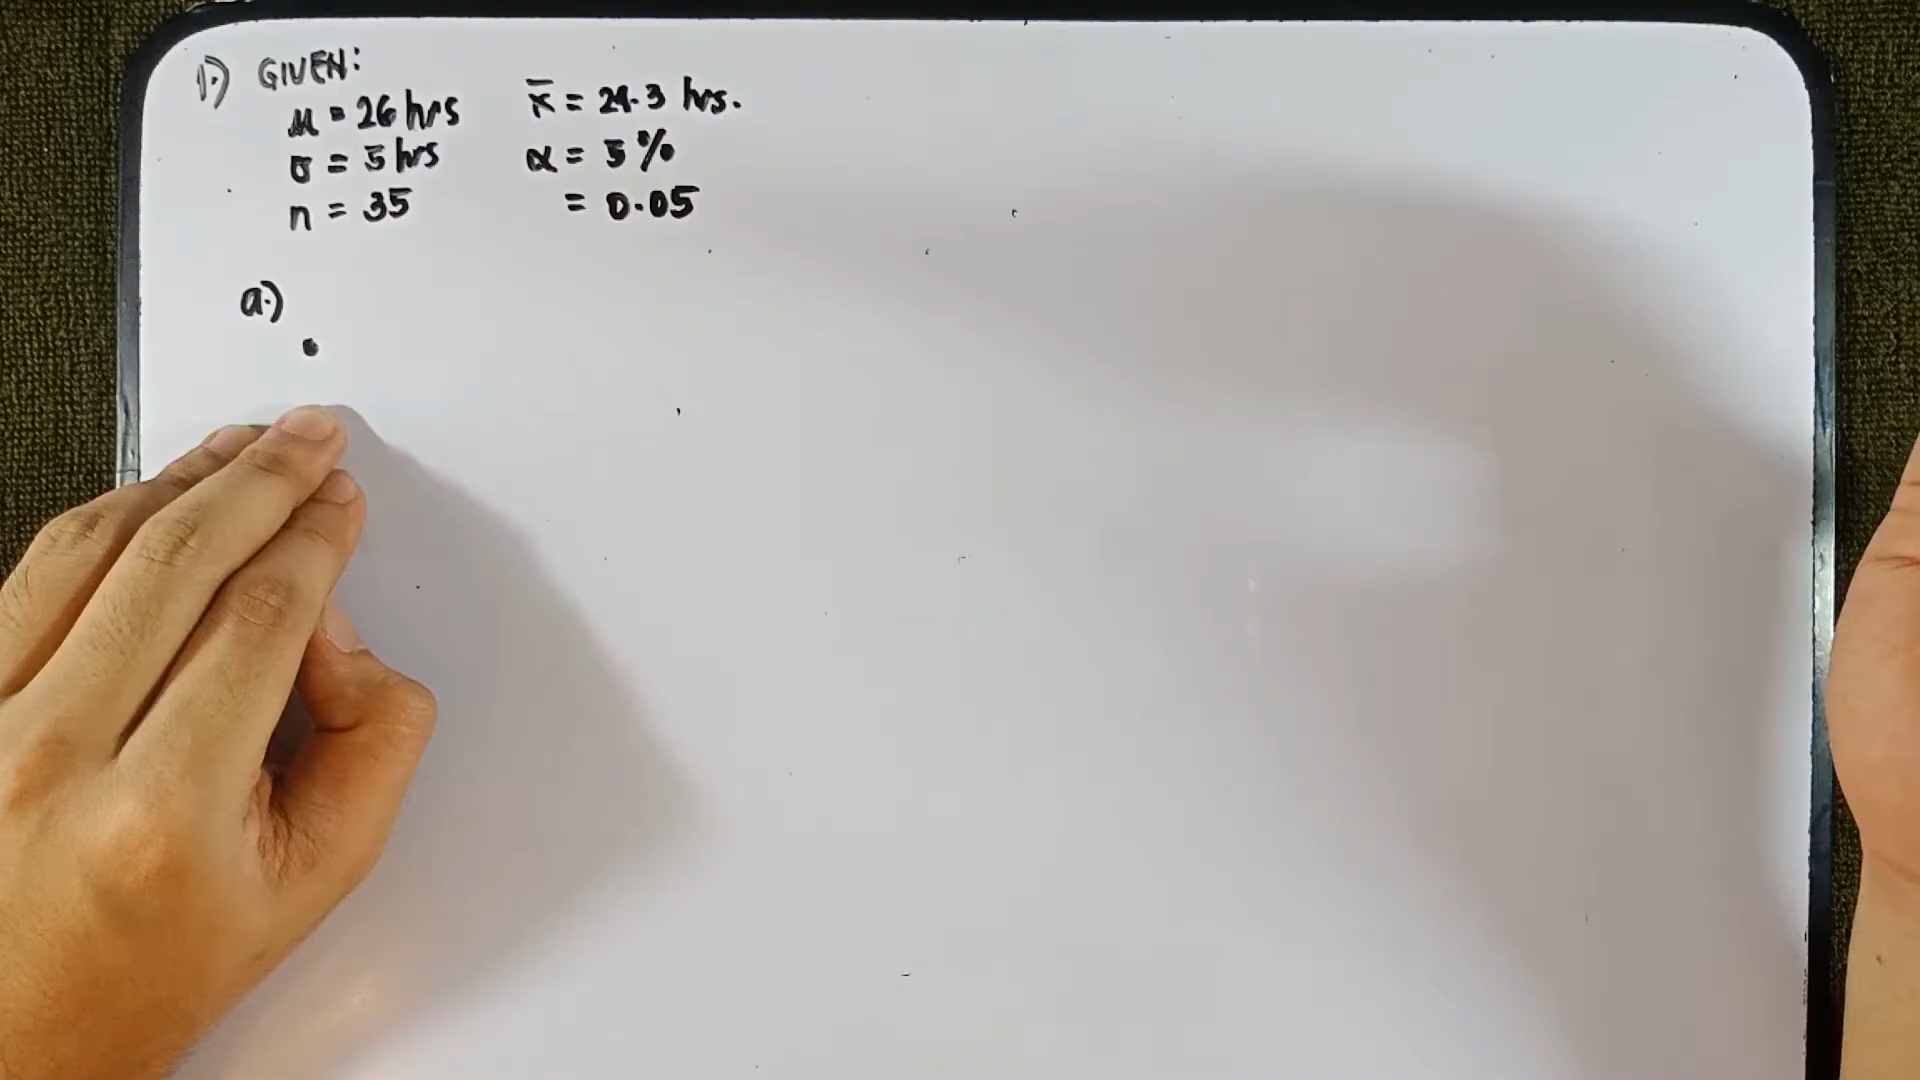 1.) GIVEN:
μ = 26 hrs x̄ = 24.3 hrs.
σ = 5 hrs α = 5%
n = 35 = 0.05
a.)
•